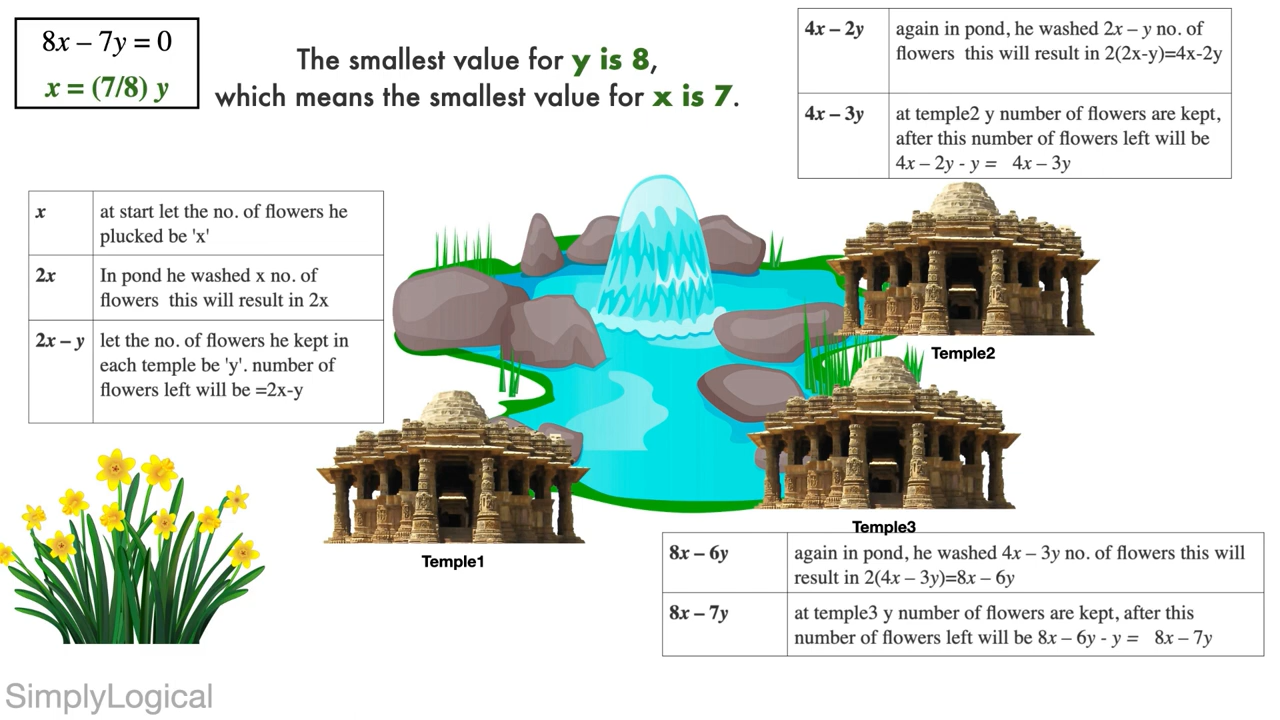 8x – 7y = 0
x = (7/8) y
The smallest value for y is 8,
which means the smallest value for x is 7.
4x – 2y again in pond, he washed 2x – y no. of
flowers this will result in 2(2x-y)=4x-2y
4x – 3y at temple2 y number of flowers are kept,
after this number of flowers left will be
4x – 2y - y = 4x – 3y
x at start let the no. of flowers he
plucked be 'x'
2x In pond he washed x no. of
flowers this will result in 2x
2x – y let the no. of flowers he kept in
each temple be 'y'. number of
flowers left will be =2x-y
Temple2
Temple3
Temple1
8x – 6y again in pond, he washed 4x – 3y no. of flowers this will
result in 2(4x – 3y)=8x – 6y
8x – 7y at temple3 y number of flowers are kept, after this
number of flowers left will be 8x – 6y - y = 8x – 7y
SimplyLogical